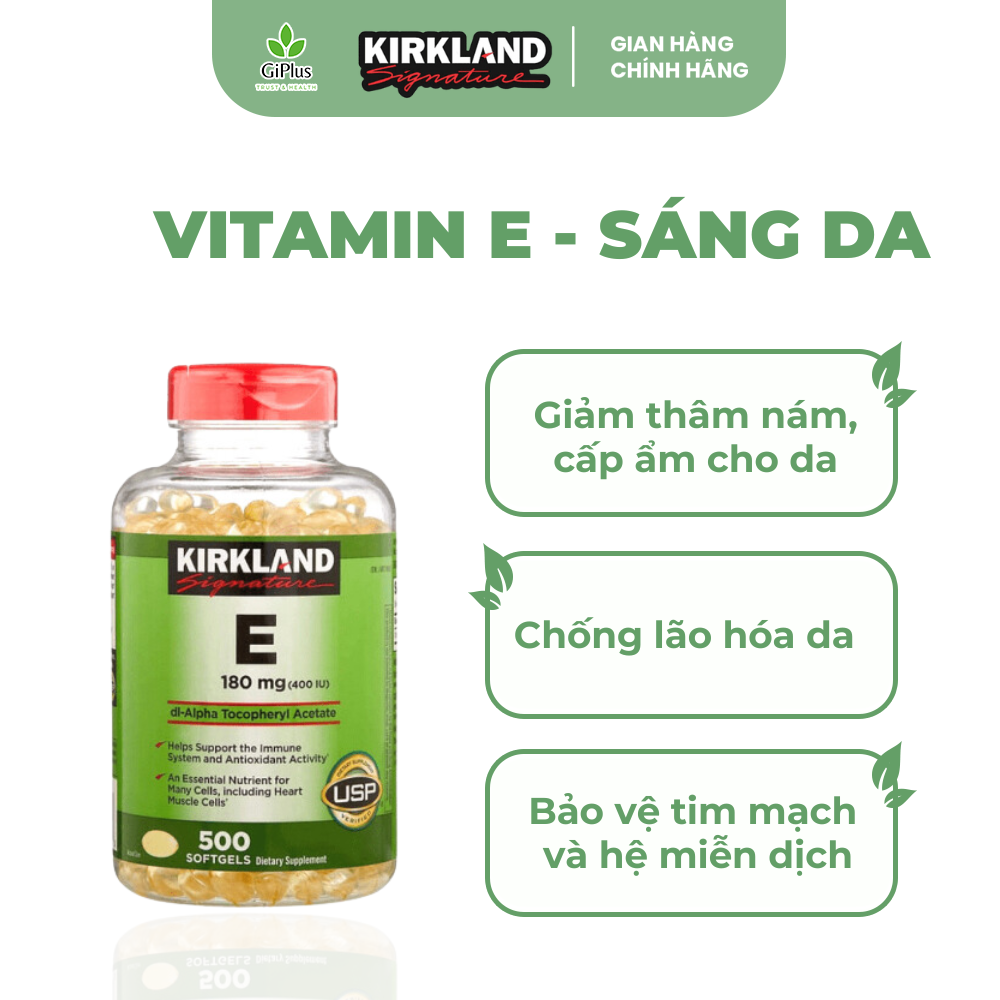 GiPlus
TRUST & HEALTH
KIRKLAND
Signature
GIAN HÀNG
CHÍNH HÃNG
VITAMIN E - SÁNG DA
Giảm thâm nám,
cấp ẩm cho da
Chống lão hóa da
Bảo vệ tim mạch
và hệ miễn dịch
KIRKLAND
Signature
E
180 mg (400 IU)
dl-Alpha Tocopheryl Acetate
Helps Support the Immune
System and Antioxidant Activity*
An Essential Nutrient for
Many Cells, including Heart
Muscle Cells*
DIETARY SUPPLEMENT
USP
VERIFIED
500
SOFTGELS Dietary Supplement